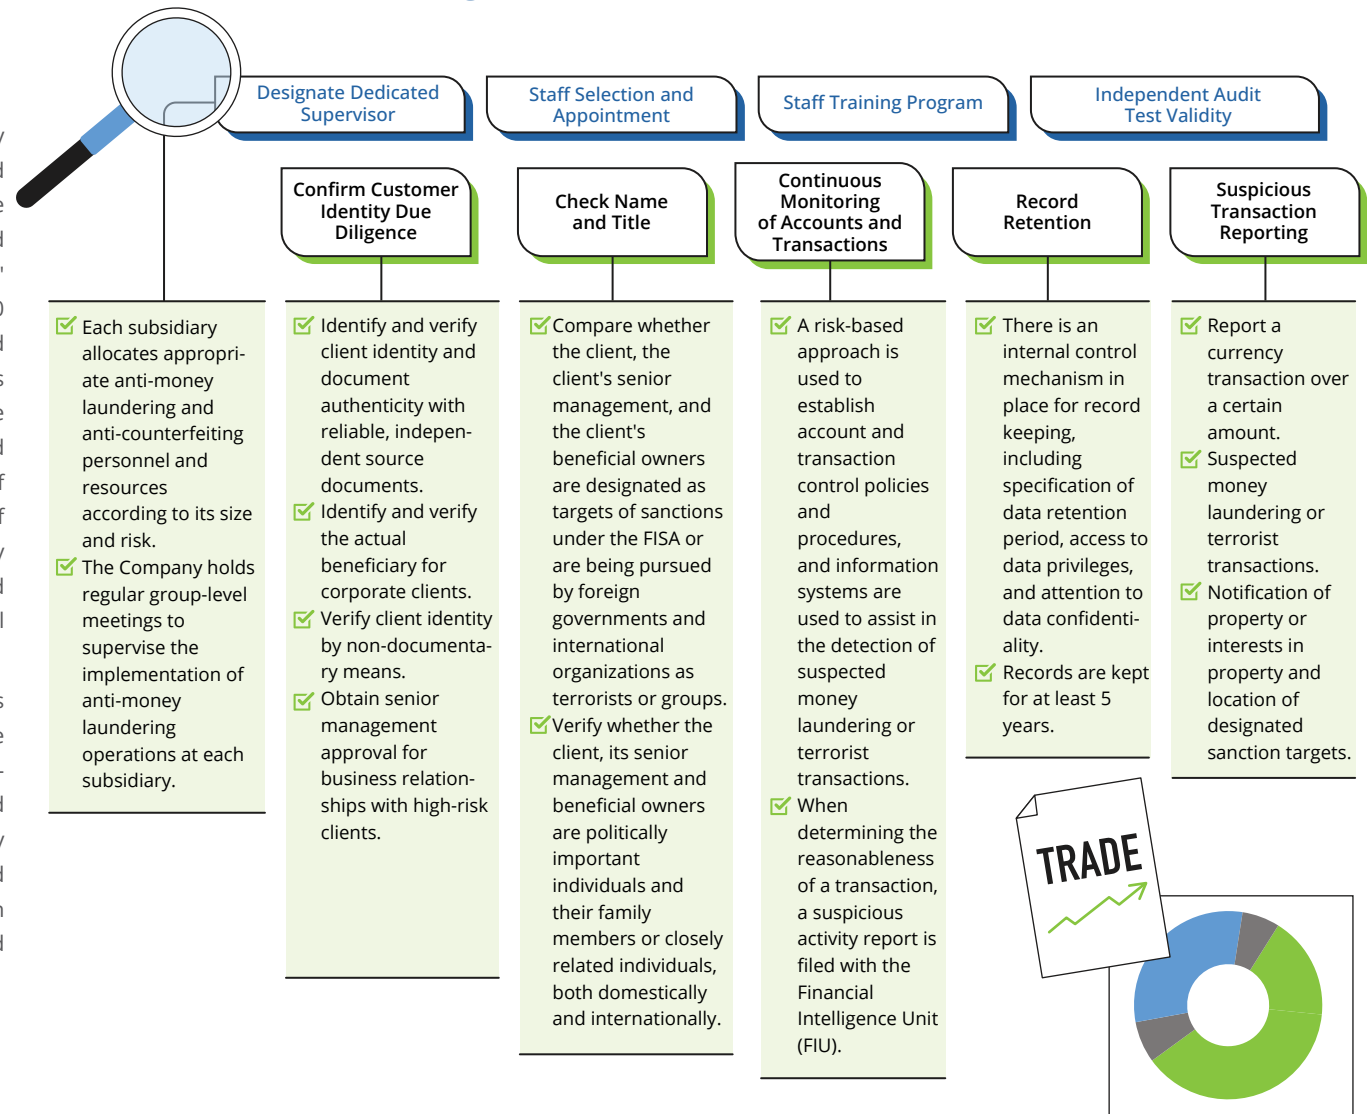 Designate Dedicated
Supervisor
Staff Selection and
Appointment
Staff Training Program
Independent Audit
Test Validity
Confirm Customer
Identity Due
Diligence
Check Name
and Title
Continuous
Monitoring
of Accounts and
Transactions
Record
Retention
Suspicious
Transaction
Reporting
Each subsidiary
allocates appropri-
ate anti-money
laundering and
anti-counterfeiting
personnel and
resources
according to its size
and risk.
The Company holds
regular group-level
meetings to
supervise the
implementation of
anti-money
laundering
operations at each
subsidiary.
Identify and verify
client identity and
document
authenticity with
reliable, indepen-
dent source
documents.
Identify and verify
the actual
beneficiary for
corporate clients.
Verify client identity
by non-documenta-
ry means.
Obtain senior
management
approval for
business relation-
ships with high-risk
clients.
Compare whether
the client, the
client's senior
management, and
the client's
beneficial owners
are designated as
targets of sanctions
under the FISA or
are being pursued
by foreign
governments and
international
organizations as
terrorists or groups.
Verify whether the
client, its senior
management and
beneficial owners
are politically
important
individuals and
their family
members or closely
related individuals,
both domestically
and internationally.
A risk-based
approach is
used to
establish
account and
transaction
control policies
and
procedures,
and information
systems are
used to assist in
the detection of
suspected
money
laundering or
terrorist
transactions.
When
determining the
reasonableness
of a transaction,
a suspicious
activity report is
filed with the
Financial
Intelligence Unit
(FIU).
There is an
internal control
mechanism in
place for record
keeping,
including
specification of
data retention
period, access to
data privileges,
and attention to
data confidenti-
ality.
Records are kept
for at least 5
years.
Report a
currency
transaction over
a certain
amount.
Suspected
money
laundering or
terrorist
transactions.
Notification of
property or
interests in
property and
location of
designated
sanction targets.
TRADE